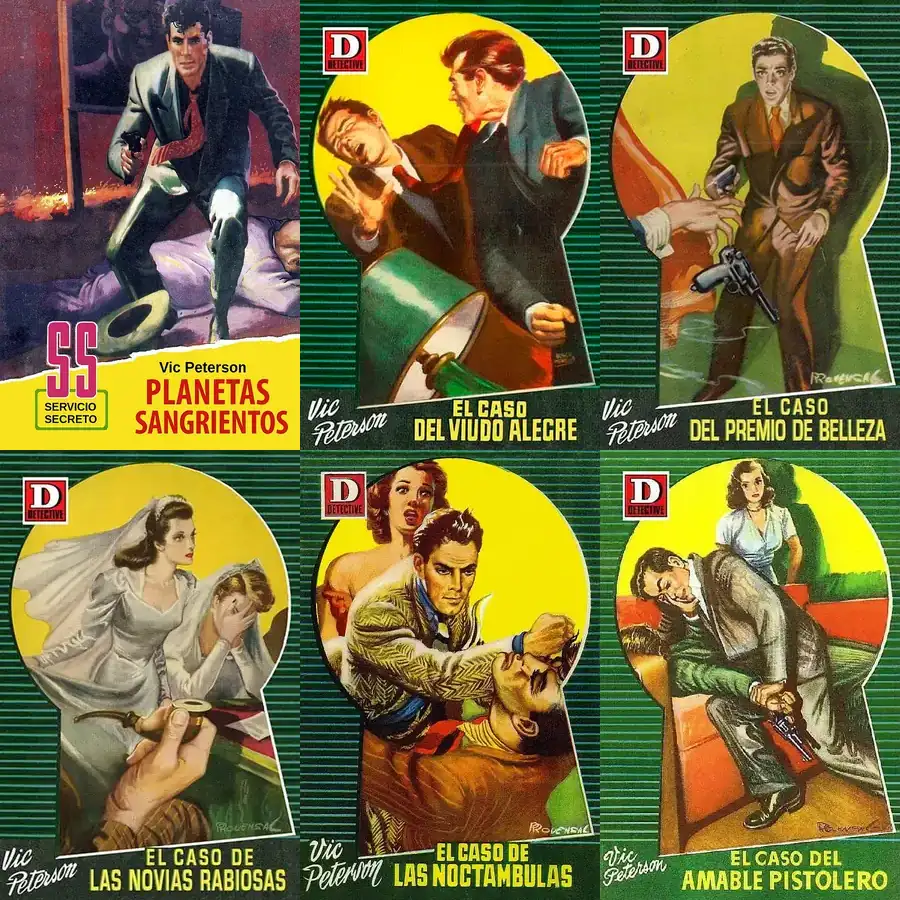 SS
SERVICIO
SECRETO
Vic Peterson
PLANETAS
SANGRIENTOS
D
DETECTIVE
Vic
Peterson
EL CASO
DEL VIUDO ALEGRE
PROVENSAL
D
DETECTIVE
Vic
Peterson
EL CASO
DEL PREMIO DE BELLEZA
D
DETECTIVE
PROVENSAL
Vic
Peterson
EL CASO DE
LAS NOVIAS RABIOSAS
D
DETECTIVE
PROVENSAL
Vic
Peterson
EL CASO DE
LAS NOCTAMBULAS
D
DETECTIVE
PROVENSAL
Vic
Peterson
EL CASO DEL
AMABLE PISTOLERO